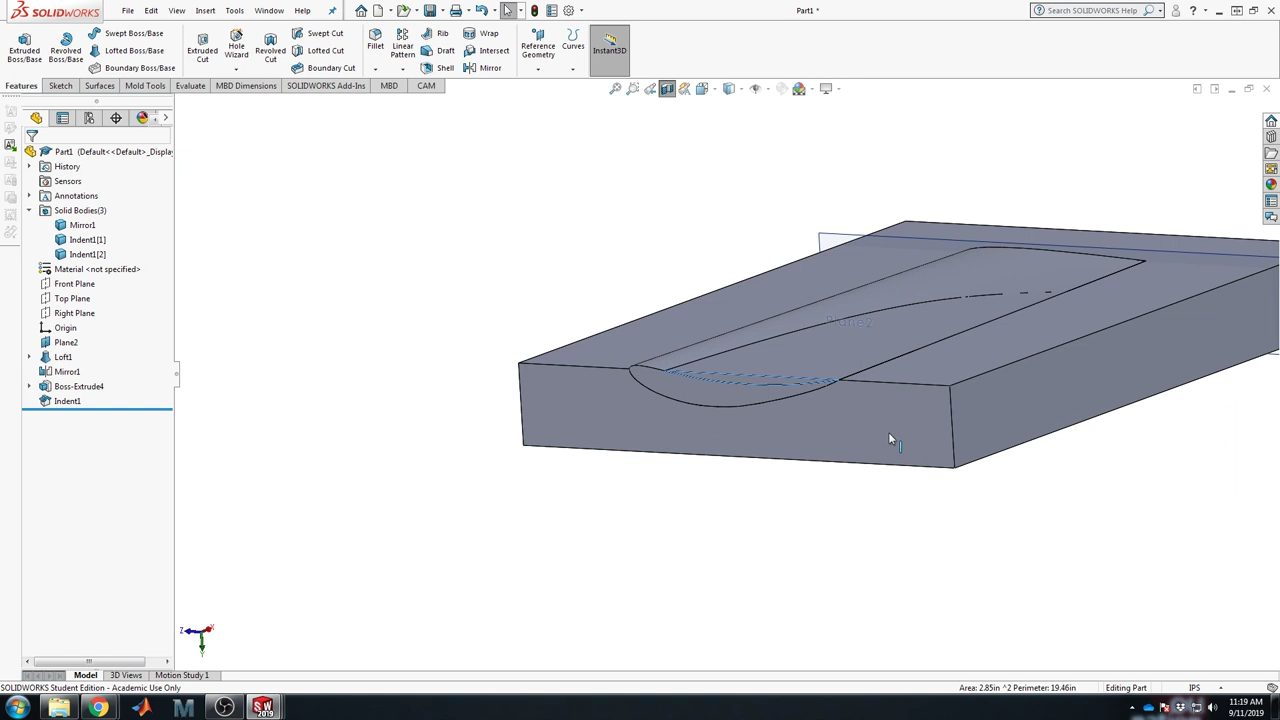 SOLIDWORKS File Edit View Insert Tools Window Help Part1 * Search SOLIDWORKS Help
Extruded Boss/Base
Revolved Boss/Base
Swept Boss/Base
Lofted Boss/Base
Boundary Boss/Base
Extruded Cut
Hole Wizard
Revolved Cut
Swept Cut
Lofted Cut
Boundary Cut
Fillet
Linear Pattern
Rib
Draft
Shell
Wrap
Intersect
Mirror
Reference Geometry
Curves
Instant3D
Features Sketch Surfaces Mold Tools Evaluate MBD Dimensions SOLIDWORKS Add-Ins MBD CAM
Part1 (Default<<Default>_Displa
History
Sensors
Annotations
Solid Bodies(3)
Mirror1
Indent1[1]
Indent1[2]
Material <not specified>
Front Plane
Top Plane
Right Plane
Origin
Plane2
Loft1
Mirror1
Boss-Extrude4
Indent1
Plane2
Z X
Y
Model 3D Views Motion Study 1
SOLIDWORKS Student Edition - Academic Use Only Area: 2.85in ^2 Perimeter: 19.46in Editing Part IPS
SW
2019
11:19 AM
9/11/2019